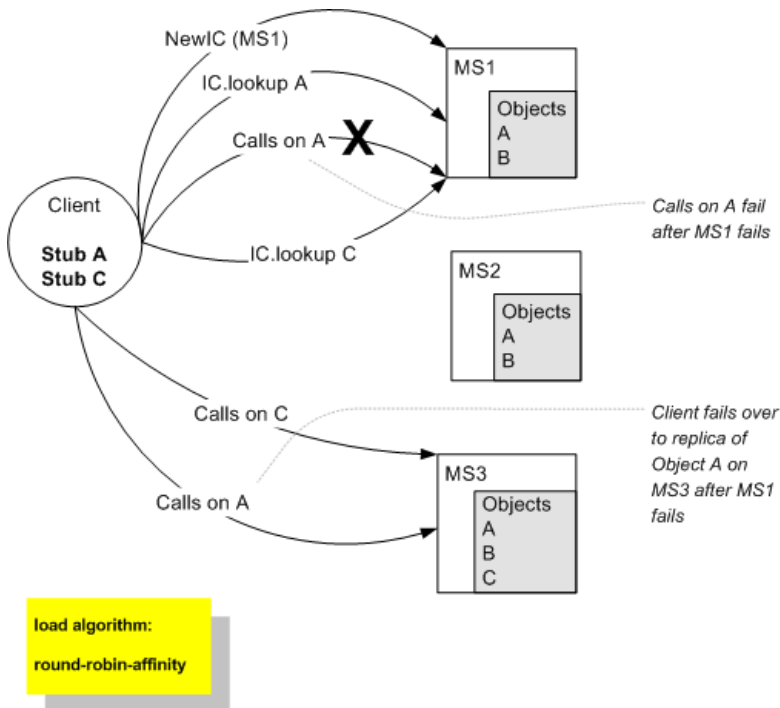 NewIC (MS1)
IC.lookup A
Calls on A
X
IC.lookup C
Client
Stub A
Stub C
MS1
Objects
A
B
Calls on A fail
after MS1 fails
MS2
Objects
A
B
Calls on C
Calls on A
Client fails over
to replica of
Object A on
MS3 after MS1
fails
MS3
Objects
A
B
C
load algorithm:
round-robin-affinity